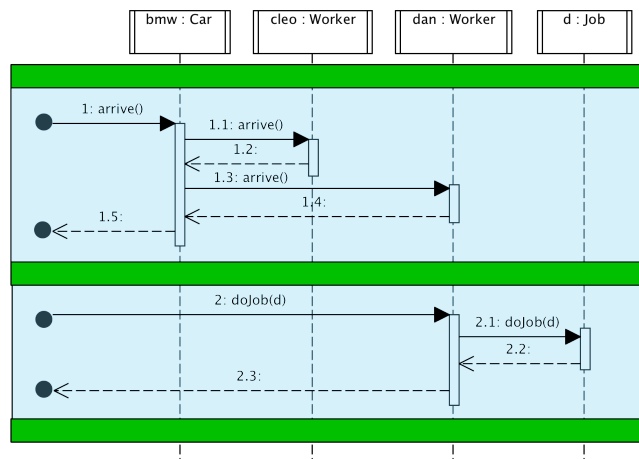 bmw : Car
cleo : Worker
dan : Worker
d : Job
1: arrive()
1.1: arrive()
1.2:
1.3: arrive()
1.4:
1.5:
2: doJob(d)
2.1: doJob(d)
2.2:
2.3: